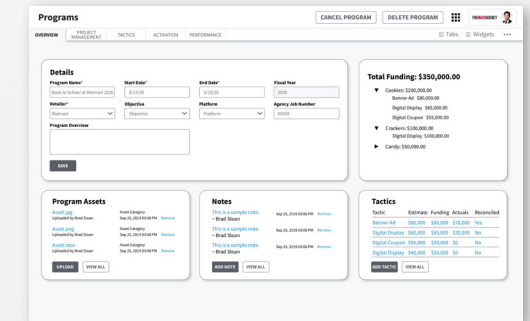 Programs
CANCEL PROGRAM
DELETE PROGRAM
THEMARSAGENCY
OVERVIEW
PROJECT MANAGEMENT
TACTICS
ACTIVATION
PERFORMANCE
Tabs
Widgets
Details
Program Name*
Start Date*
End Date*
Fiscal Year
Back to School at Walmart 2020
8/15/20
9/10/20
2020
Retailer*
Objective
Platform
Agency Job Number
Walmart
Objective
Platform
XXXXX
Program Overview
SAVE
Total Funding: $350,000.00
Cookies: $200,000.00
Banner Ad $80,000.00
Digital Display $65,000.00
Digital Coupon $55,000.00
Crackers: $100,000.00
Digital Display $100,000.00
Candy: $50,000.00
Program Assets
Asset.jpg
Asset Category
Uploaded by Brad Sloan
Sep 25, 2019 03:08 PM Remove
Asset.png
Asset Category
Uploaded by Brad Sloan
Sep 25, 2019 03:08 PM Remove
Asset.mov
Asset Category
Uploaded by Brad Sloan
Sep 25, 2019 03:08 PM Remove
UPLOAD
VIEW ALL
Notes
This is a sample note.
– Brad Sloan
Sep 25, 2019 03:08 PM Remove
This is a sample note.
– Brad Sloan
Sep 25, 2019 03:08 PM Remove
This is a sample note.
– Brad Sloan
Sep 25, 2019 03:08 PM Remove
ADD NOTE
VIEW ALL
Tactics
Tactic Estimate Funding Actuals Reconciled
Banner Ad $80,000 $80,000 $78,000 Yes
Digital Display $60,000 $65,000 $20,000 No
Digital Coupon $50,000 $55,000 $0 No
Digital Display $40,000 $50,000 $0 No
ADD TACTIC
VIEW ALL